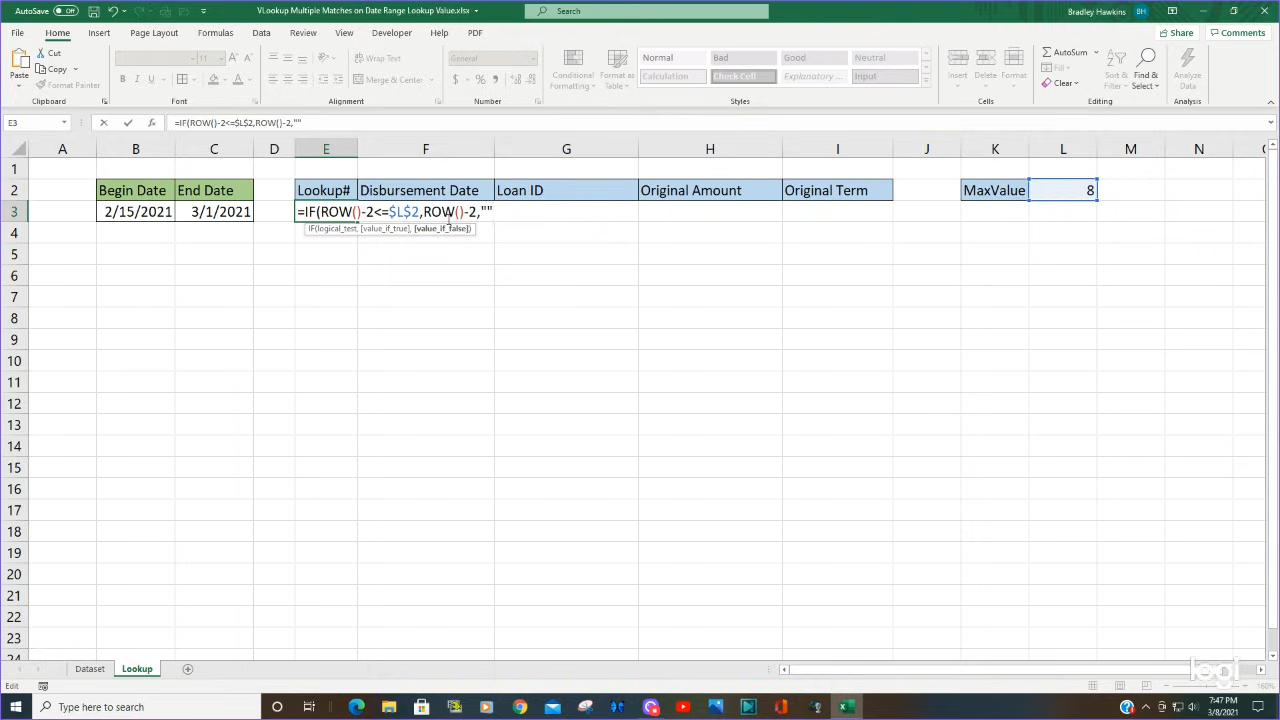 AutoSave Off
VLookup Multiple Matches on Date Range Lookup Value.xlsx
Search
Bradley Hawkins BH
File Home Insert Page Layout Formulas Data Review View Developer Help PDF
Share Comments
Paste Cut Copy Format Painter
Clipboard
11
B I U
Font
Merge & Center
Alignment
General
$ % ,
Number
Conditional Formatting Format as Table
Normal Bad Good Neutral
Calculation Check Cell Explanatory ... Input
Styles
Insert Delete Format
Cells
AutoSum Fill Clear
Sort & Filter Find & Select
Editing
Analyze Data
Analysis
E3 fx =IF(ROW()-2<=$L$2,ROW()-2,""
A B C D E F G H I J K L M N
1
2 Begin Date End Date Lookup# Disbursement Date Loan ID Original Amount Original Term MaxValue 8
3 2/15/2021 3/1/2021 =IF(ROW()-2<=$L$2,ROW()-2,""
IF(logical_test, [value_if_true], [value_if_false])
4
5
6
7
8
9
10
11
12
13
14
15
16
17
18
19
20
21
22
23
24
Dataset Lookup
logi
Edit 160%
Type here to search
7:47 PM
3/8/2021